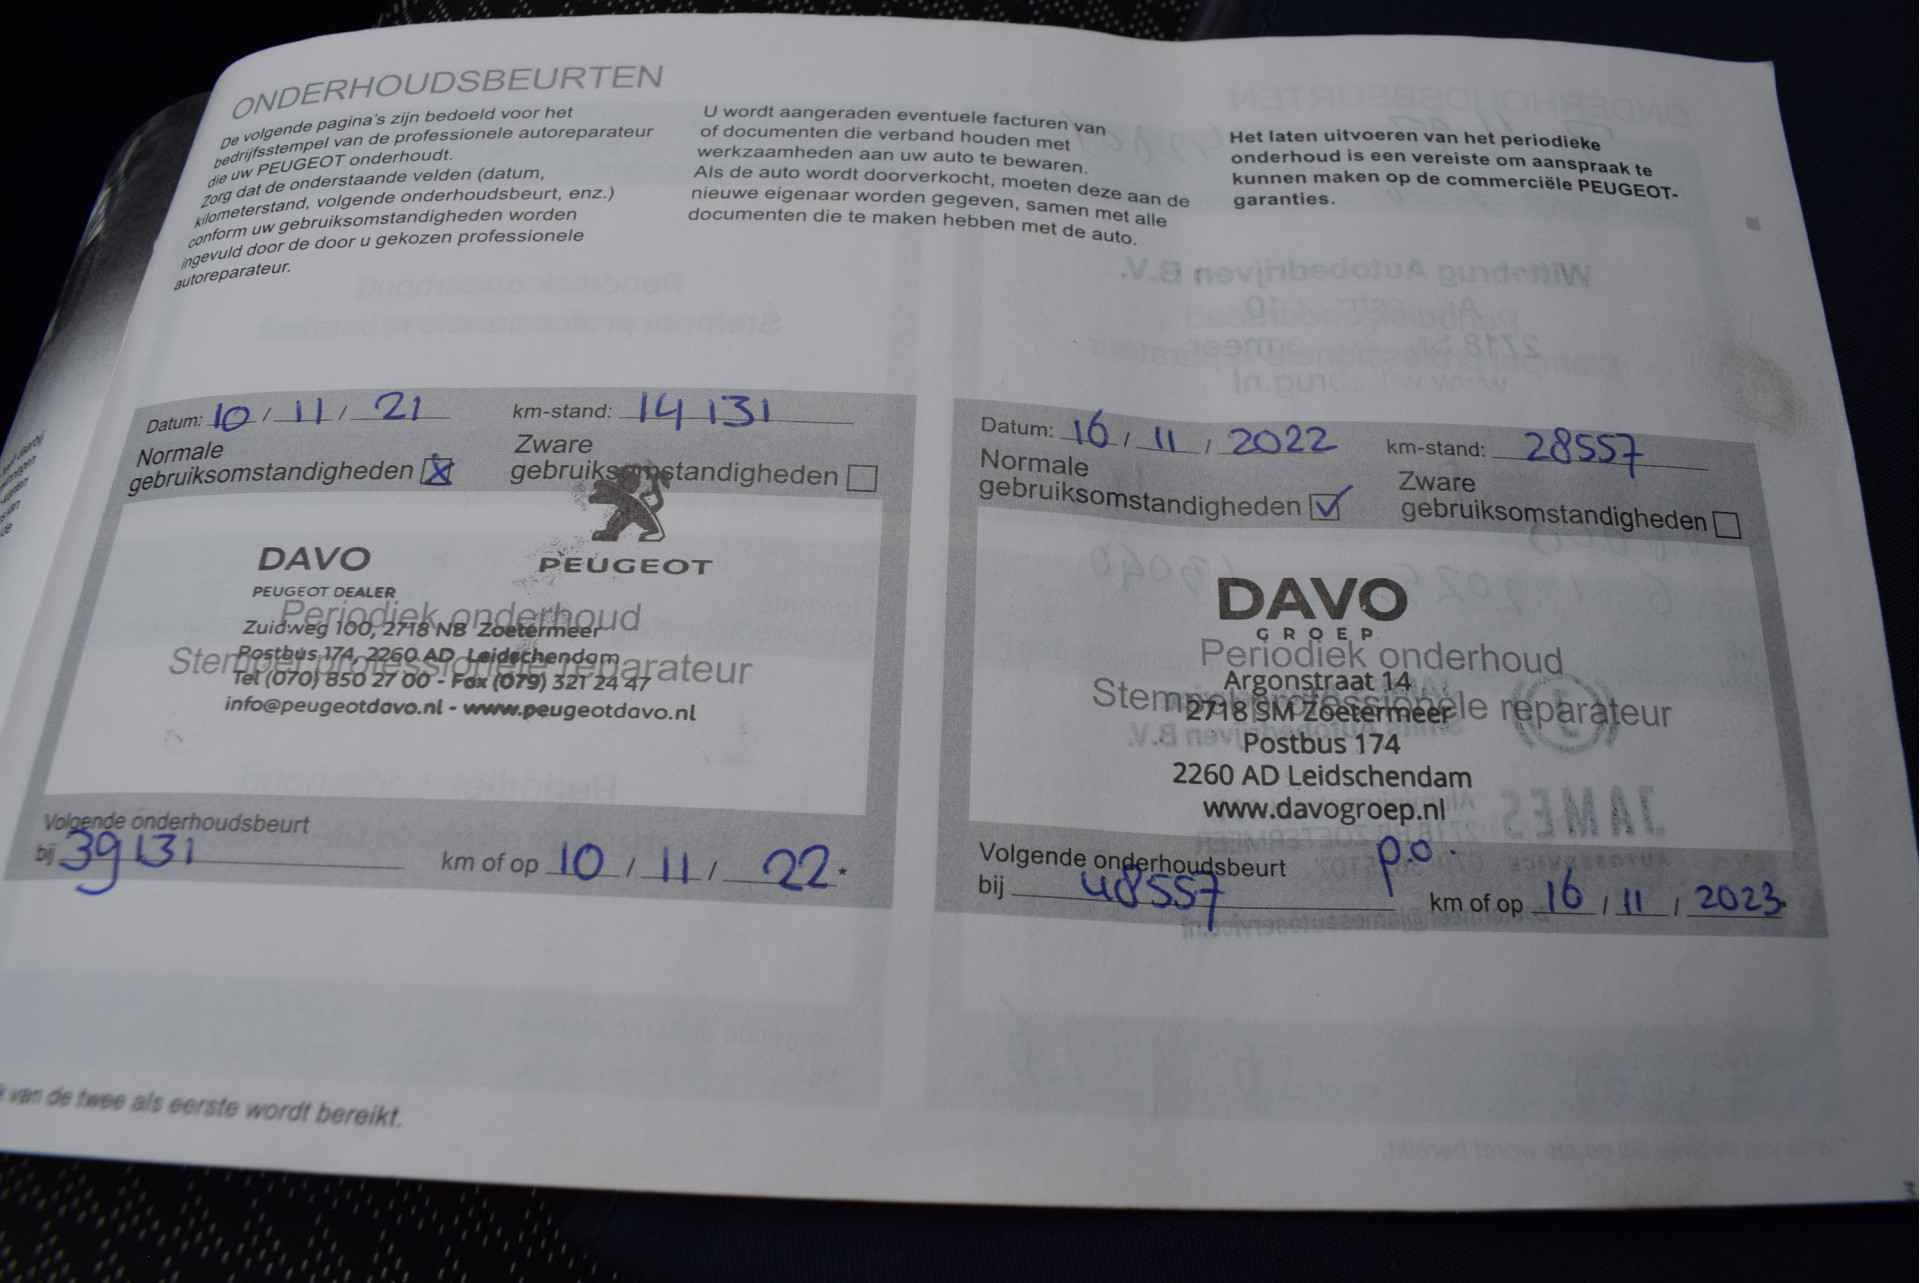 ONDERHOUDSBEURTEN
De volgende pagina's zijn bedoeld voor het
bedrijfsstempel van de professionele autoreparateur
die uw PEUGEOT onderhoudt.
Zorg dat de onderstaande velden (datum,
kilometerstand, volgende onderhoudsbeurt, enz.)
conform uw gebruiksomstandigheden worden
ingevuld door de door u gekozen professionele
autoreparateur.
U wordt aangeraden eventuele facturen van
of documenten die verband houden met
werkzaamheden aan uw auto te bewaren.
Als de auto wordt doorverkocht, moeten deze aan de
nieuwe eigenaar worden gegeven, samen met alle
documenten die te maken hebben met de auto.
Het laten uitvoeren van het periodieke
onderhoud is een vereiste om aanspraak te
kunnen maken op de commerciële PEUGEOT-
garanties.
Datum: 10 / 11 / 21 km-stand: 14131
Normale
gebruiksomstandigheden
Zware
gebruiksomstandigheden
DAVO
PEUGEOT
PEUGEOT DEALER
Periodiek onderhoud
Zuidweg 100, 2718 NB Zoetermeer
Postbus 174, 2260 AD Leidschendam
Stempel professionele reparateur
Tel (070) 850 27 00 - Fax (079) 321 24 47
info@peugeotdavo.nl - www.peugeotdavo.nl
Volgende onderhoudsbeurt
bij 39131 km of op 10 / 11 / 22 *
Datum: 16 / 11 / 2022 km-stand: 28557
Normale
gebruiksomstandigheden
Zware
gebruiksomstandigheden
DAVO
GROEP
Periodiek onderhoud
Argonstraat 14
Stempel professionele reparateur
2718 SM Zoetermeer
Postbus 174
2260 AD Leidschendam
www.davogroep.nl
Volgende onderhoudsbeurt p.o.
bij 48557 km of op 16 / 11 / 2023
van de twee als eerste wordt bereikt.